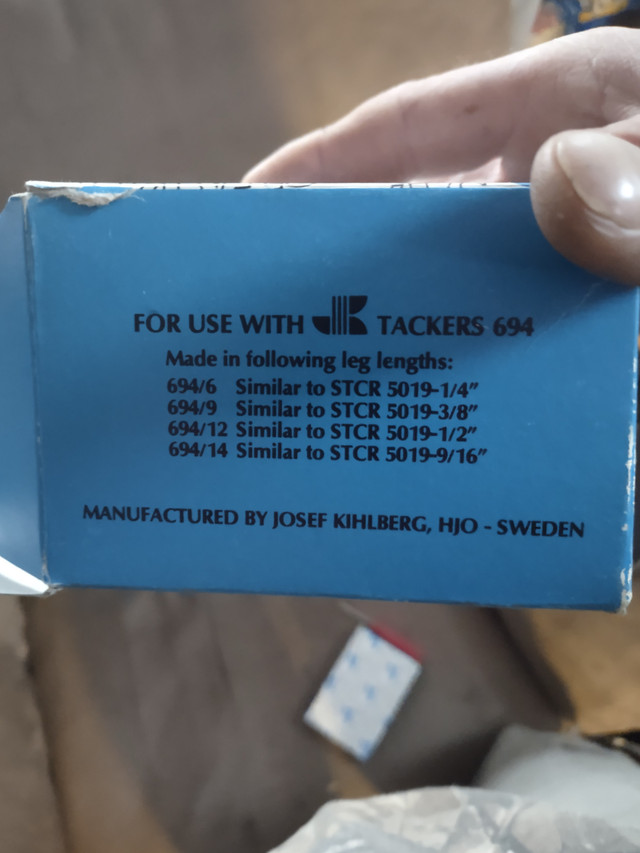 FOR USE WITH JK TACKERS 694
Made in following leg lengths:
694/6 Similar to STCR 5019-1/4"
694/9 Similar to STCR 5019-3/8"
694/12 Similar to STCR 5019-1/2"
694/14 Similar to STCR 5019-9/16"
MANUFACTURED BY JOSEF KIHLBERG, HJO - SWEDEN